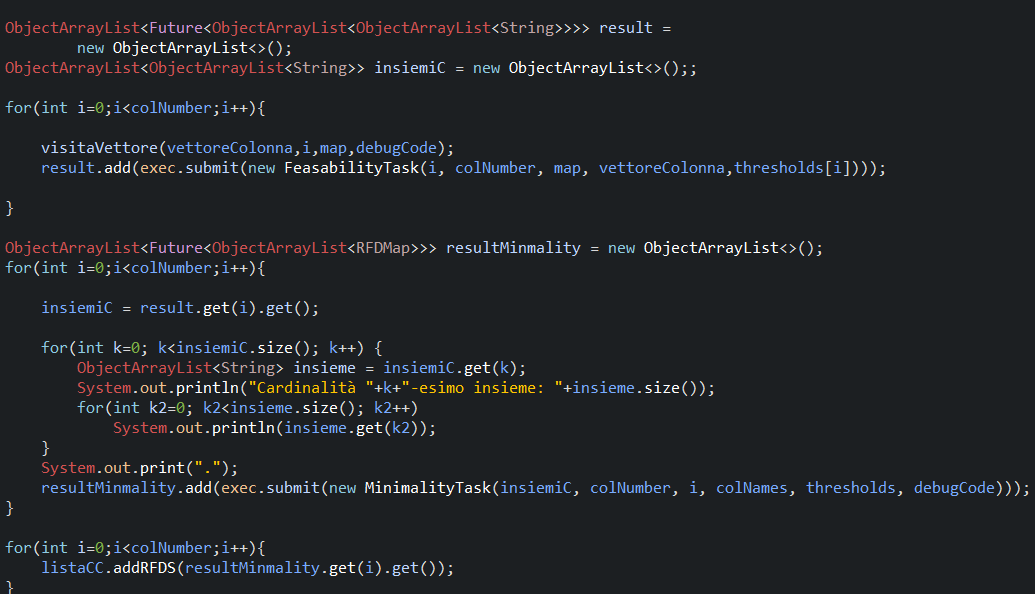 ObjectArrayList<Future<ObjectArrayList<ObjectArrayList<String>>>> result =
        new ObjectArrayList<>();
ObjectArrayList<ObjectArrayList<String>> insiemiC = new ObjectArrayList<>();;
for(int i=0;i<colNumber;i++){
    visitaVettore(vettoreColonna,i,map,debugCode);
    result.add(exec.submit(new FeasabilityTask(i, colNumber, map, vettoreColonna,thresholds[i])));
}
ObjectArrayList<Future<ObjectArrayList<RFDMap>>> resultMinmality = new ObjectArrayList<>();
for(int i=0;i<colNumber;i++){
    insiemiC = result.get(i).get();
    for(int k=0; k<insiemiC.size(); k++) {
        ObjectArrayList<String> insieme = insiemiC.get(k);
        System.out.println("Cardinalità "+k+"-esimo insieme: "+insieme.size());
        for(int k2=0; k2<insieme.size(); k2++)
            System.out.println(insieme.get(k2));
    }
    System.out.print(".");
    resultMinmality.add(exec.submit(new MinimalityTask(insiemiC, colNumber, i, colNames, thresholds, debugCode)));
}
for(int i=0;i<colNumber;i++){
    listaCC.addRFDS(resultMinmality.get(i).get());
}